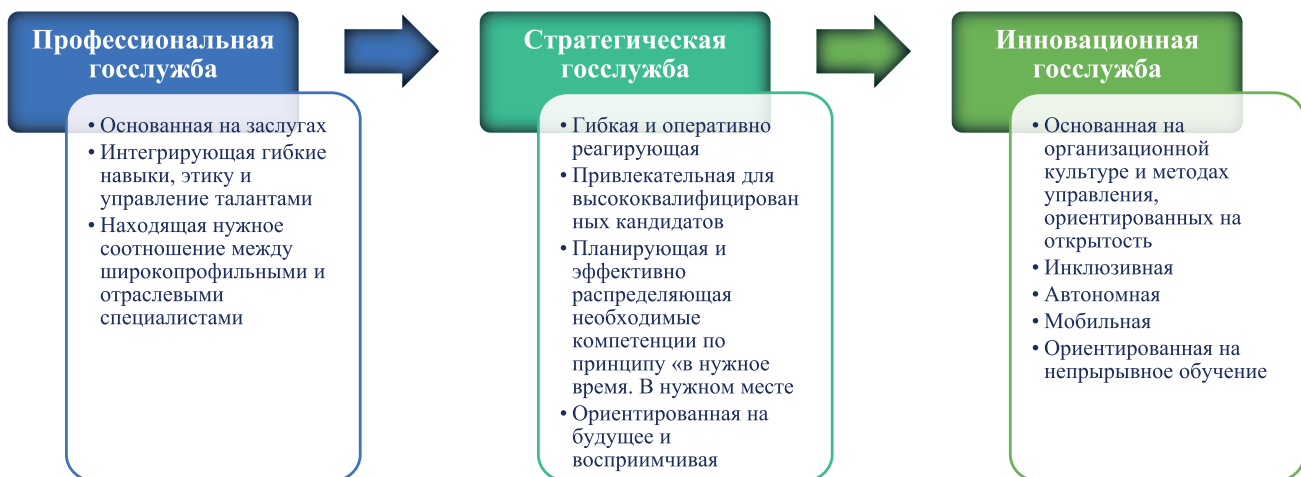 Профессиональная
госслужба
• Основанная на заслугах
• Интегрирующая гибкие
навыки, этику и
управление талантами
• Находящая нужное
соотношение между
широкопрофильными и
отраслевыми
специалистами
Стратегическая
госслужба
• Гибкая и оперативно
реагирующая
• Привлекательная для
высококвалифицирован
ных кандидатов
• Планирующая и
эффективно
распределяющая
необходимые
компетенции по
принципу «в нужное
время. В нужном месте
• Ориентированная на
будущее и
восприимчивая
Инновационная
госслужба
• Основанная на
организационной
культуре и методах
управления,
ориентированных на
открытость
• Инклюзивная
• Автономная
• Мобильная
• Ориентированная на
непрырывное обучение